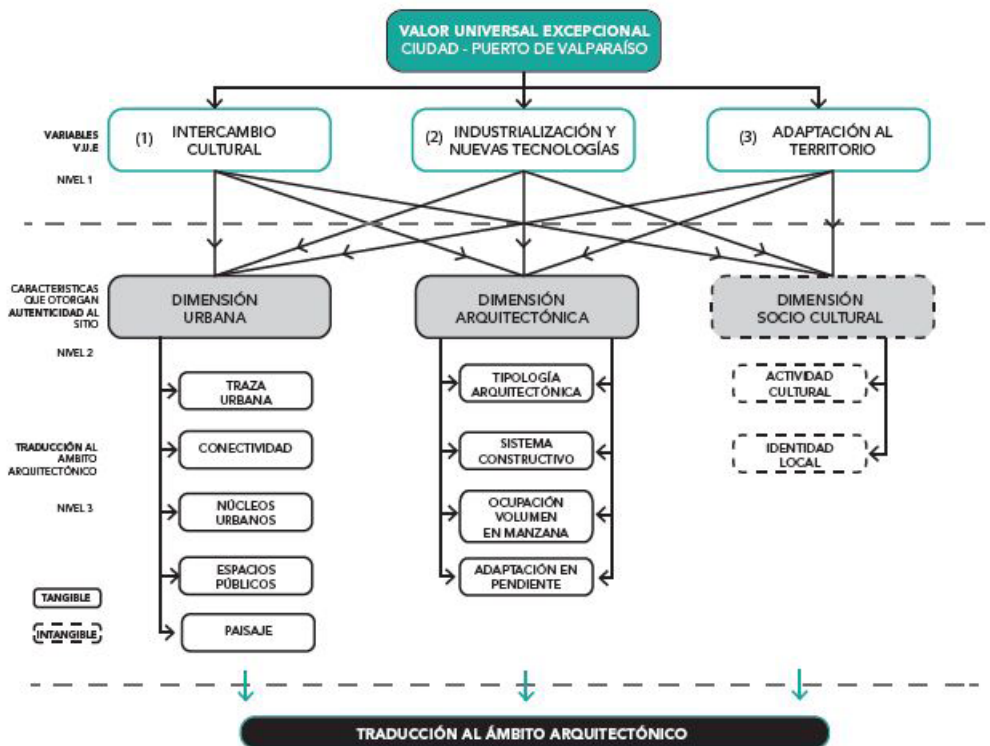 VALOR UNIVERSAL EXCEPCIONAL
CIUDAD - PUERTO DE VALPARAÍSO
VARIABLES
V.U.E
NIVEL 1
(1) INTERCAMBIO
CULTURAL
(2) INDUSTRIALIZACIÓN Y
NUEVAS TECNOLOGÍAS
(3) ADAPTACIÓN AL
TERRITORIO
CARACTERISTICAS
QUE OTORGAN
AUTENTICIDAD AL
SITIO
NIVEL 2
DIMENSIÓN
URBANA
DIMENSIÓN
ARQUITECTÓNICA
DIMENSIÓN
SOCIO CULTURAL
TRADUCCIÓN AL
AMBITO
ARQUITECTÓNICO
NIVEL 3
TRAZA
URBANA
CONECTIVIDAD
NÚCLEOS
URBANOS
ESPACIOS
PÚBLICOS
PAISAJE
TIPOLOGÍA
ARQUITECTÓNICA
SISTEMA
CONSTRUCTIVO
OCUPACIÓN
VOLUMEN
EN MANZANA
ADAPTACIÓN EN
PENDIENTE
ACTIVIDAD
CULTURAL
IDENTIDAD
LOCAL
TANGIBLE
INTANGIBLE
TRADUCCIÓN AL ÁMBITO ARQUITECTÓNICO